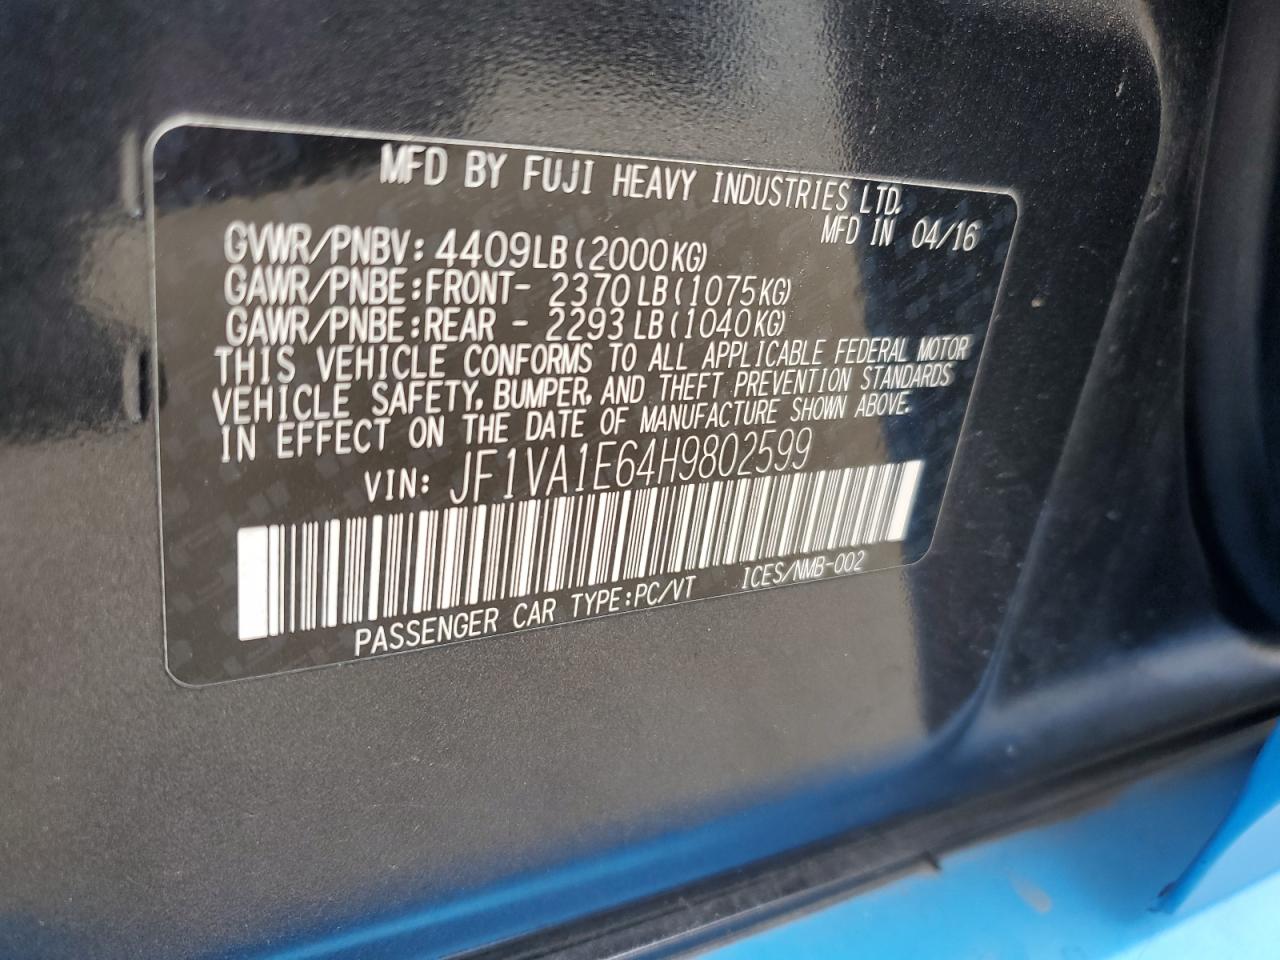 MFD BY FUJI HEAVY INDUSTRIES LTD.
MFD IN 04/16
GVWR/PNBV: 4409LB(2000KG)
GAWR/PNBE:FRONT- 2370LB(1075KG)
GAWR/PNBE:REAR - 2293LB(1040KG)
THIS VEHICLE CONFORMS TO ALL APPLICABLE FEDERAL MOTOR
VEHICLE SAFETY, BUMPER, AND THEFT PREVENTION STANDARDS
IN EFFECT ON THE DATE OF MANUFACTURE SHOWN ABOVE.
VIN: JF1VA1E64H9802599
PASSENGER CAR TYPE:PC/VT ICES/NMB-002